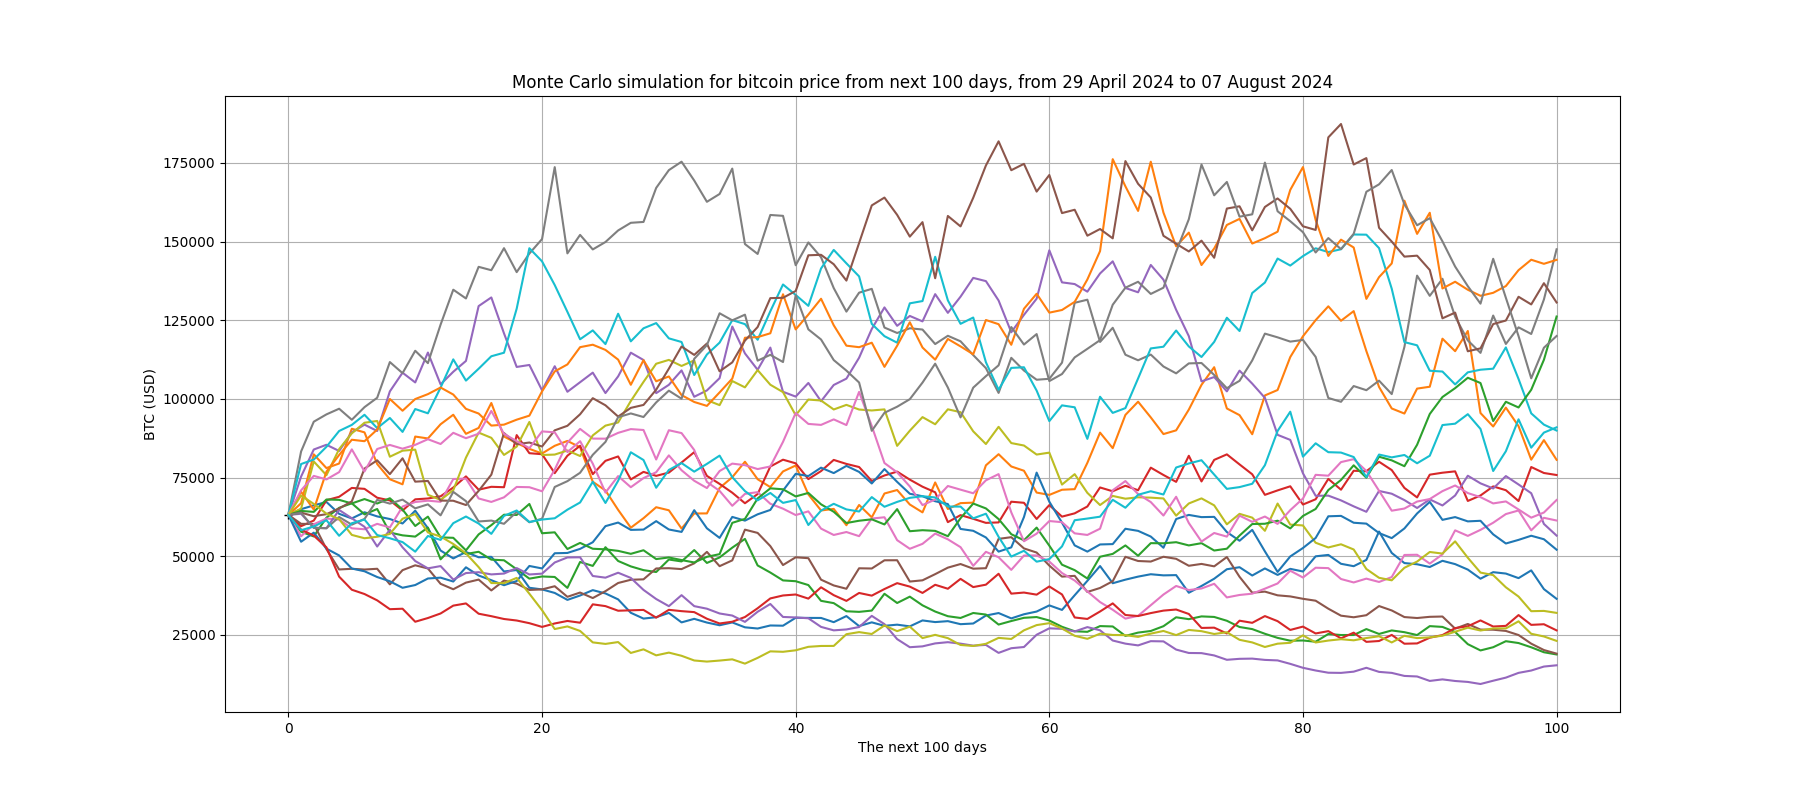 Monte Carlo simulation for bitcoin price from next 100 days, from 29 April 2024 to 07 August 2024
175000
150000
125000
100000
75000
50000
25000
BTC (USD)
0 20 40 60 80 100
The next 100 days